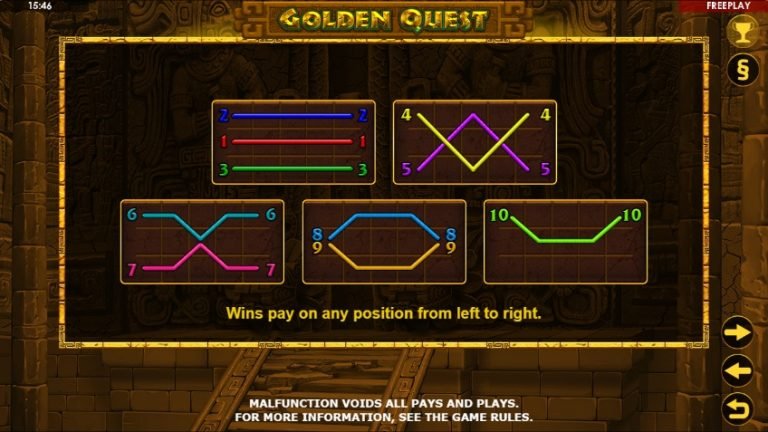 15:46
GOLDEN QUEST
FREEPLAY
§
2 2
1 1
3 3
4 4
5 5
6 6
7 7
8 8
9 9
10 10
Wins pay on any position from left to right.
MALFUNCTION VOIDS ALL PAYS AND PLAYS.
FOR MORE INFORMATION, SEE THE GAME RULES.